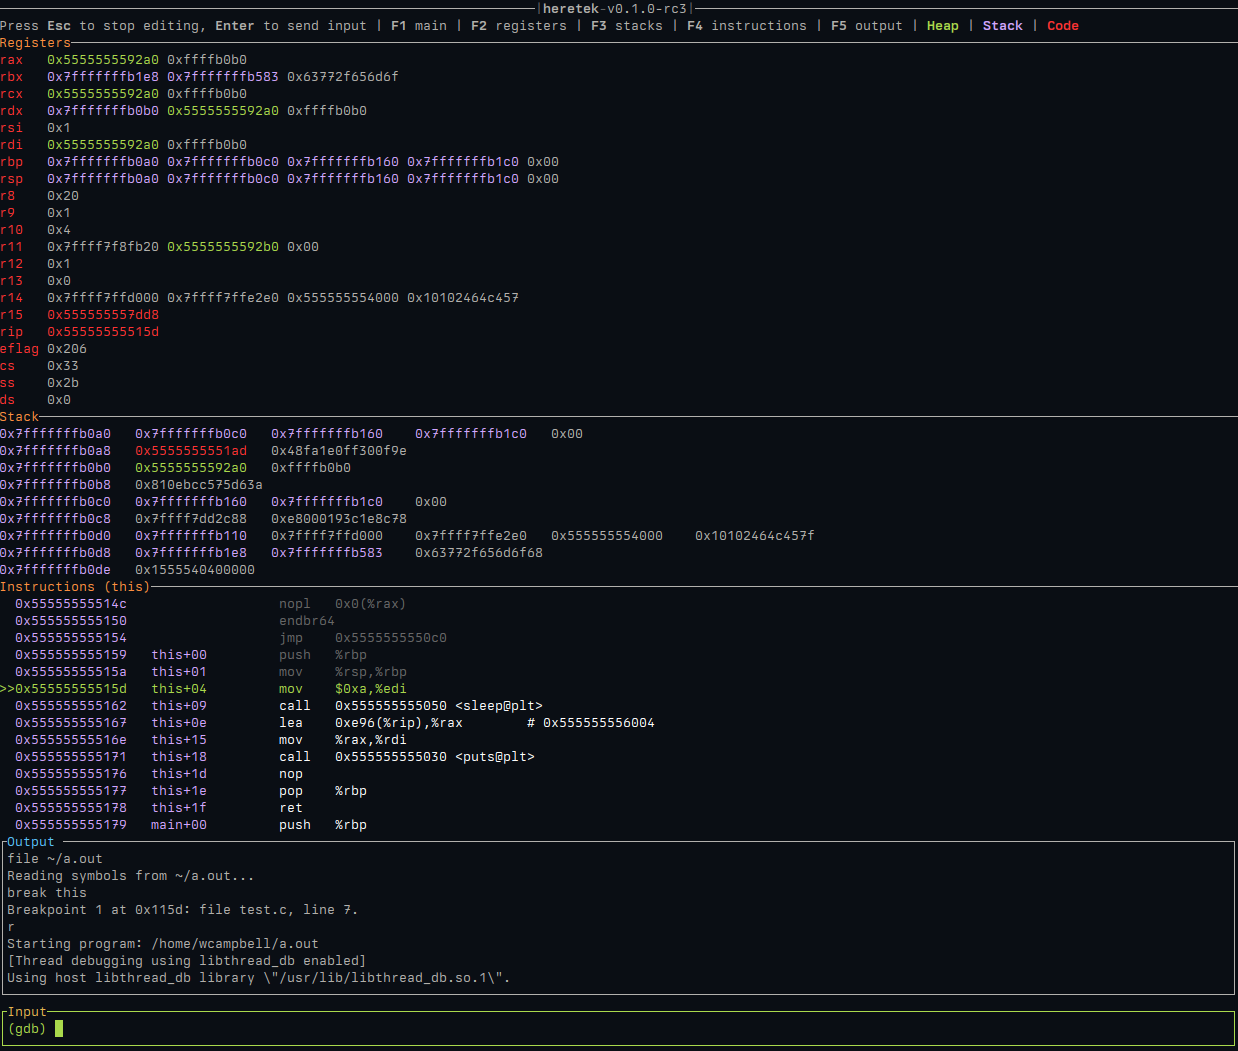 |heretek-v0.1.0-rc3|
Press Esc to stop editing, Enter to send input | F1 main | F2 registers | F3 stacks | F4 instructions | F5 output | Heap | Stack | Code
Registers
rax 0x5555555592a0 0xffffb0b0
rbx 0x7fffffffb1e8 0x7fffffffb583 0x63772f656d6f
rcx 0x5555555592a0 0xffffb0b0
rdx 0x7fffffffb0b0 0x5555555592a0 0xffffb0b0
rsi 0x1
rdi 0x5555555592a0 0xffffb0b0
rbp 0x7fffffffb0a0 0x7fffffffb0c0 0x7fffffffb160 0x7fffffffb1c0 0x00
rsp 0x7fffffffb0a0 0x7fffffffb0c0 0x7fffffffb160 0x7fffffffb1c0 0x00
r8 0x20
r9 0x1
r10 0x4
r11 0x7ffff7f8fb20 0x5555555592b0 0x00
r12 0x1
r13 0x0
r14 0x7ffff7ffd000 0x7ffff7ffe2e0 0x555555554000 0x10102464c457
r15 0x555555557dd8
rip 0x55555555515d
eflag 0x206
cs 0x33
ss 0x2b
ds 0x0
Stack
0x7fffffffb0a0 0x7fffffffb0c0 0x7fffffffb160 0x7fffffffb1c0 0x00
0x7fffffffb0a8 0x5555555551ad 0x48fa1e0ff300f9e
0x7fffffffb0b0 0x5555555592a0 0xffffb0b0
0x7fffffffb0b8 0x810ebcc575d63a
0x7fffffffb0c0 0x7fffffffb160 0x7fffffffb1c0 0x00
0x7fffffffb0c8 0x7ffff7dd2c88 0xe8000193c1e8c78
0x7fffffffb0d0 0x7fffffffb110 0x7ffff7ffd000 0x7ffff7ffe2e0 0x555555554000 0x10102464c457f
0x7fffffffb0d8 0x7fffffffb1e8 0x7fffffffb583 0x63772f656d6f68
0x7fffffffb0de 0x1555540400000
Instructions (this)
0x55555555514c nopl 0x0(%rax)
0x555555555150 endbr64
0x555555555154 jmp 0x5555555550c0
0x555555555159 this+00 push %rbp
0x55555555515a this+01 mov %rsp,%rbp
>>0x55555555515d this+04 mov $0xa,%edi
0x555555555162 this+09 call 0x555555555050 <sleep@plt>
0x555555555167 this+0e lea 0xe96(%rip),%rax # 0x555555556004
0x55555555516e this+15 mov %rax,%rdi
0x555555555171 this+18 call 0x555555555030 <puts@plt>
0x555555555176 this+1d nop
0x555555555177 this+1e pop %rbp
0x555555555178 this+1f ret
0x555555555179 main+00 push %rbp
Output
file ~/a.out
Reading symbols from ~/a.out...
break this
Breakpoint 1 at 0x115d: file test.c, line 7.
r
Starting program: /home/wcampbell/a.out
[Thread debugging using libthread_db enabled]
Using host libthread_db library \"/usr/lib/libthread_db.so.1\".
Input
(gdb)